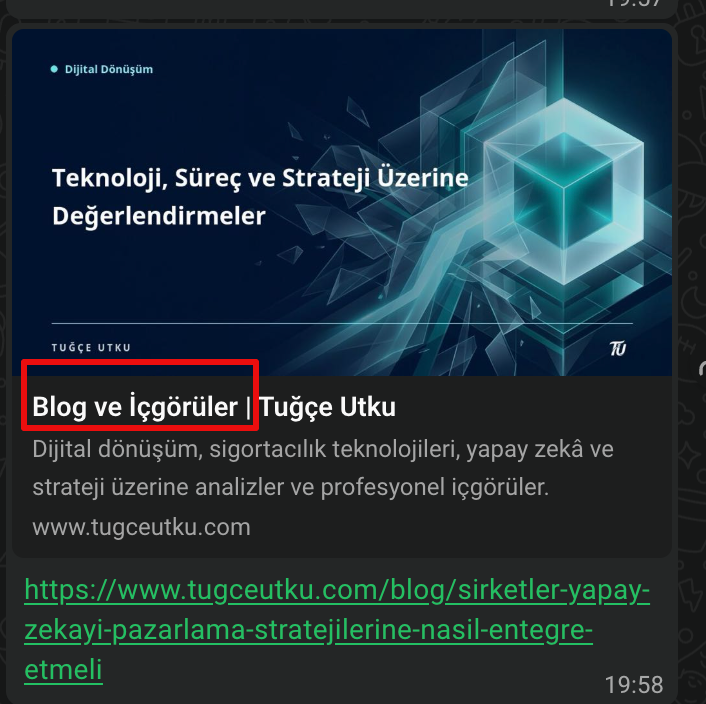 Dijital Dönüşüm
Teknoloji, Süreç ve Strateji Üzerine
Değerlendirmeler
TUĞÇE UTKU
TU
Blog ve İçgörüler | Tuğçe Utku
Dijital dönüşüm, sigortacılık teknolojileri, yapay zekâ ve
strateji üzerine analizler ve profesyonel içgörüler.
www.tugceutku.com
https://www.tugceutku.com/blog/sirketler-yapay-
zekayi-pazarlama-stratejilerine-nasil-entegre-
etmeli
19:58